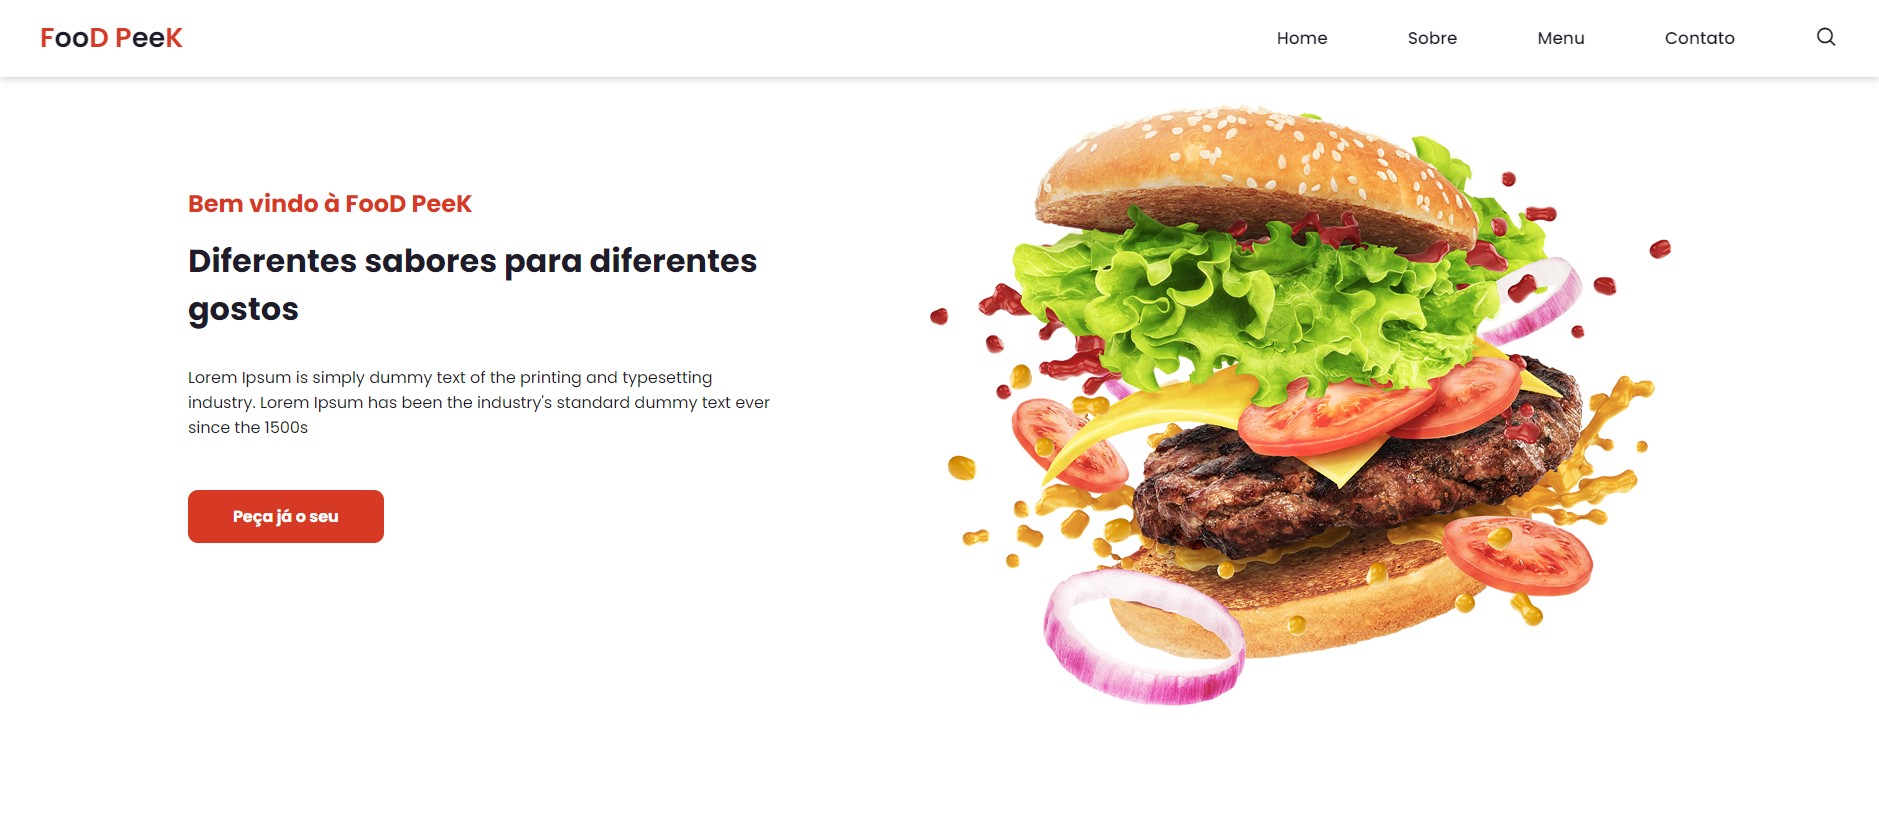 FooD PeeK
Home
Sobre
Menu
Contato
Bem vindo à FooD PeeK
Diferentes sabores para diferentes
gostos
Lorem Ipsum is simply dummy text of the printing and typesetting
industry. Lorem Ipsum has been the industry's standard dummy text ever
since the 1500s
Peça já o seu